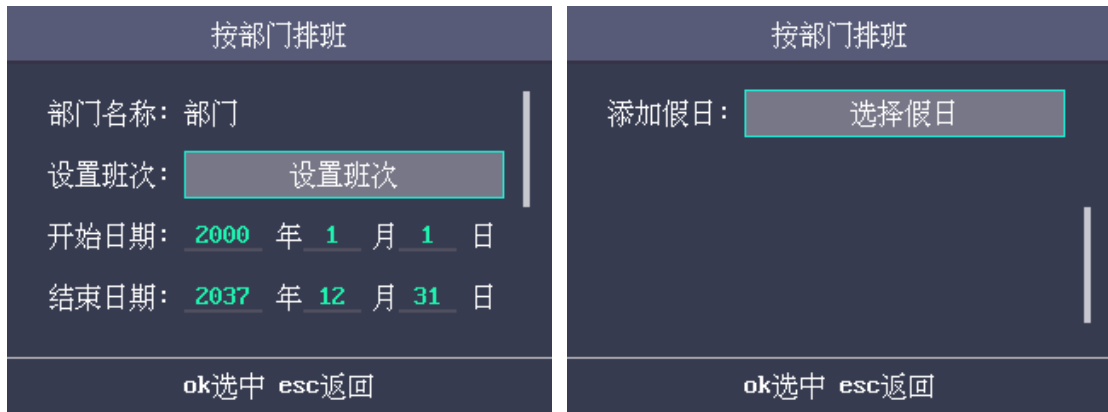 按部门排班
部门名称：部门
设置班次：设置班次
开始日期：2000 年 1 月 1 日
结束日期：2037 年 12 月 31 日
ok选中 esc返回
按部门排班
添加假日：选择假日
ok选中 esc返回